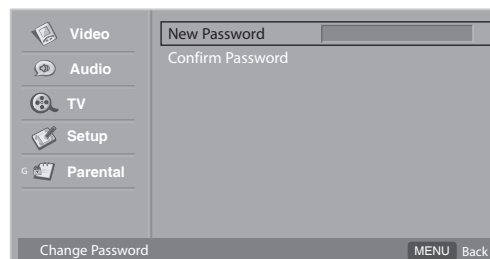 Video
Audio
TV
Setup
G Parental
New Password
Confirm Password
Change Password
MENU Back